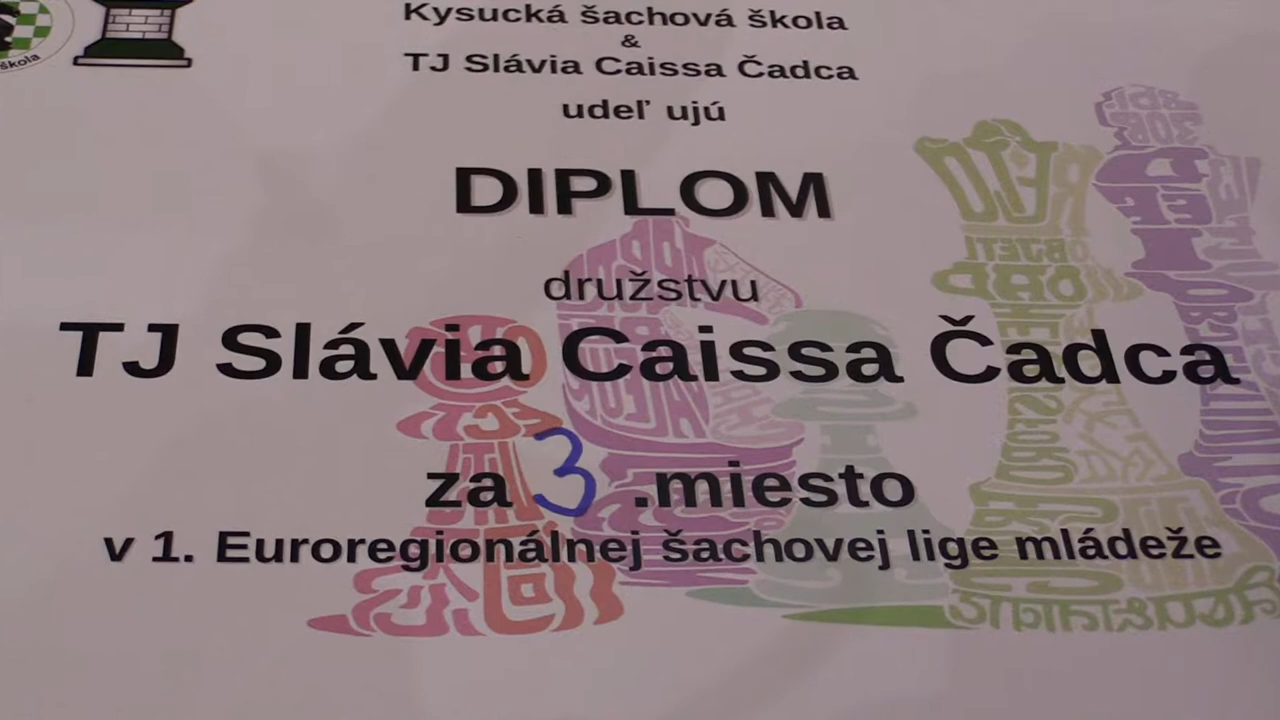 škola
Kysucká šachová škola
&
TJ Slávia Caissa Čadca
udeľ ujú
DIPLOM
družstvu
TJ Slávia Caissa Čadca
za 3 .miesto
v 1. Euroregionálnej šachovej lige mládeže